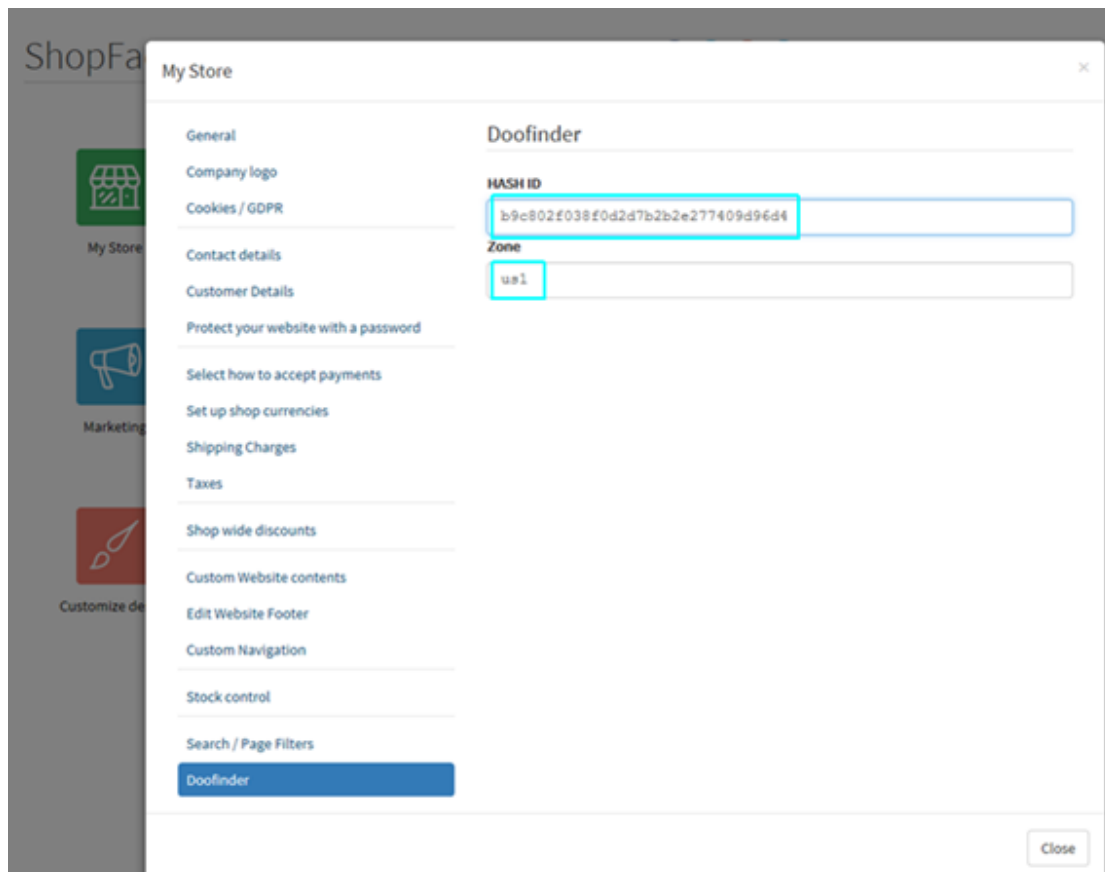 ShopFa
My Store
×
General
Company logo
Cookies / GDPR
Contact details
Customer Details
Protect your website with a password
Select how to accept payments
Set up shop currencies
Shipping Charges
Taxes
Shop wide discounts
Custom Website contents
Edit Website Footer
Custom Navigation
Stock control
Search / Page Filters
Doofinder
Doofinder
HASH ID
b9c802f038f0d2d7b2b2e277409d96d4
Zone
us1
My Store
Marketing
Customize de
Close